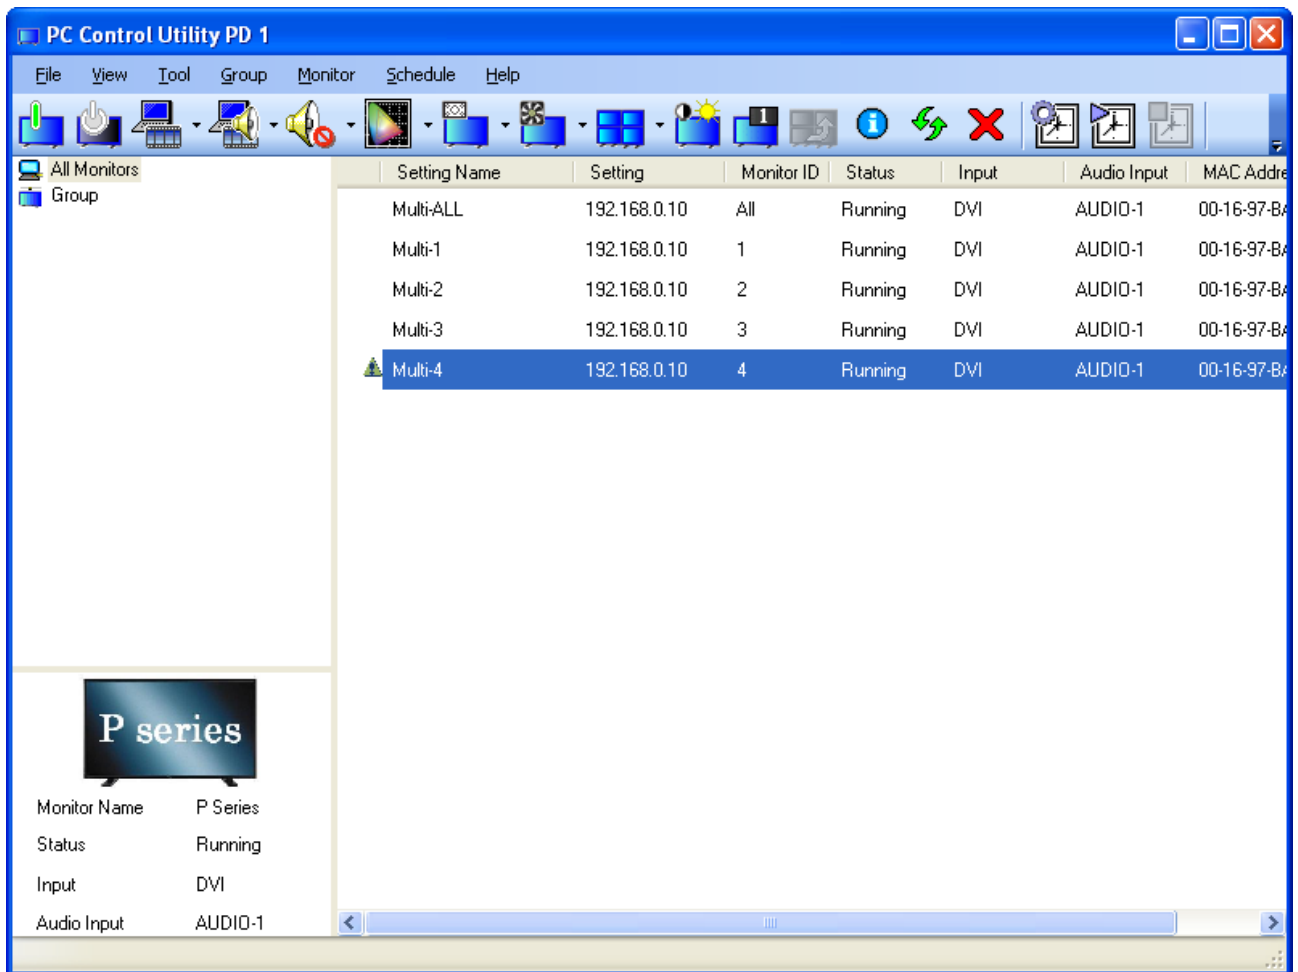 PC Control Utility PD 1
File View Tool Group Monitor Schedule Help
1
All Monitors
Group
Setting Name Setting Monitor ID Status Input Audio Input MAC Addre
Multi-ALL 192.168.0.10 All Running DVI AUDIO-1 00-16-97-BA
Multi-1 192.168.0.10 1 Running DVI AUDIO-1 00-16-97-BA
Multi-2 192.168.0.10 2 Running DVI AUDIO-1 00-16-97-BA
Multi-3 192.168.0.10 3 Running DVI AUDIO-1 00-16-97-BA
Multi-4 192.168.0.10 4 Running DVI AUDIO-1 00-16-97-BA
P series
Monitor Name P Series
Status Running
Input DVI
Audio Input AUDIO-1